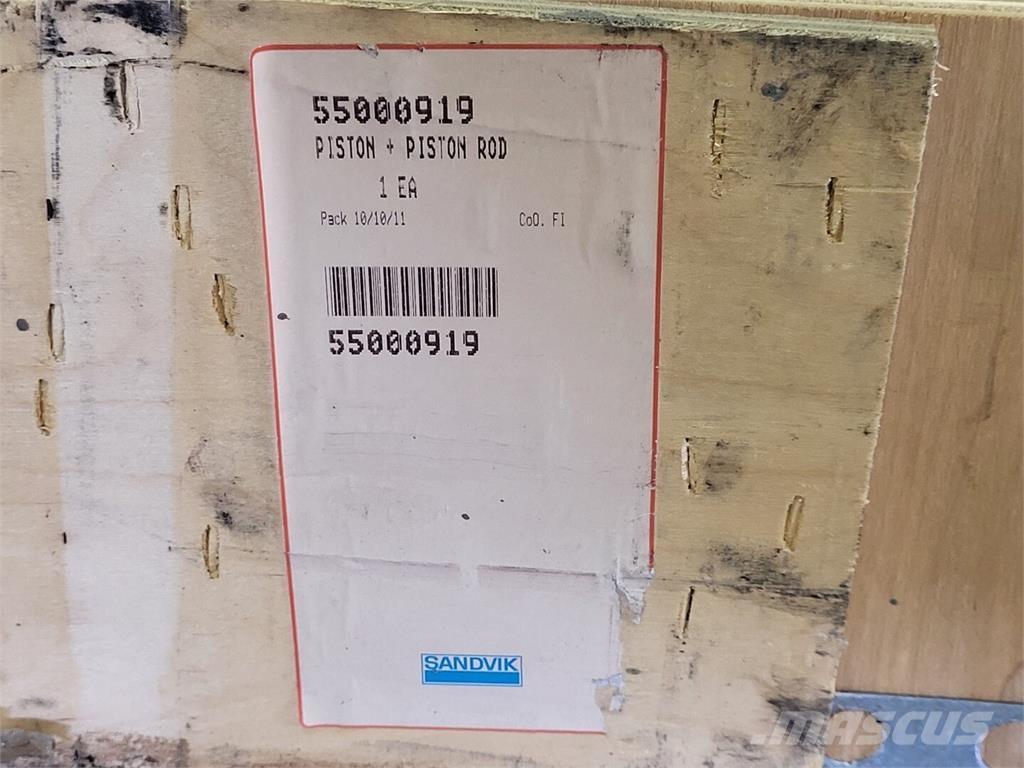 55000919
PISTON + PISTON ROD
1 EA
Pack 10/10/11 CoO. FI
55000919
SANDVIK
MASCUS